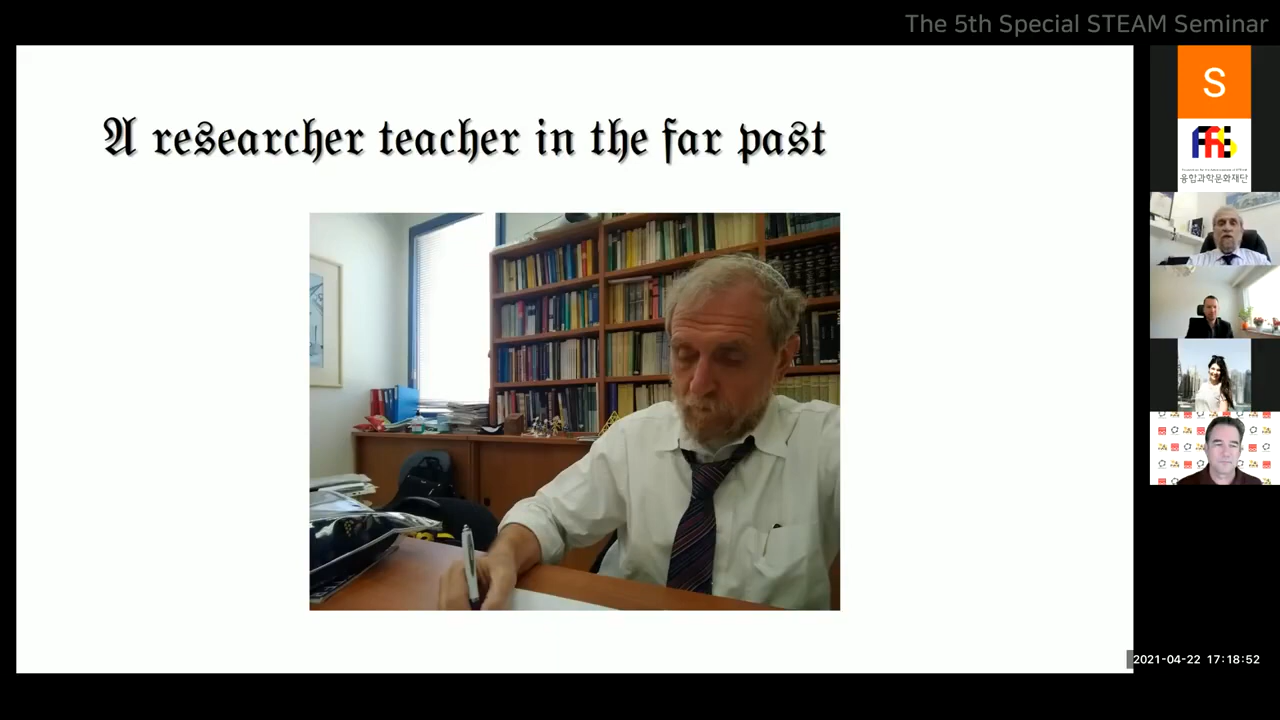 The 5th Special STEAM Seminar
A researcher teacher in the far past
S
융합과학문화재단
2021-04-22 17:18:52